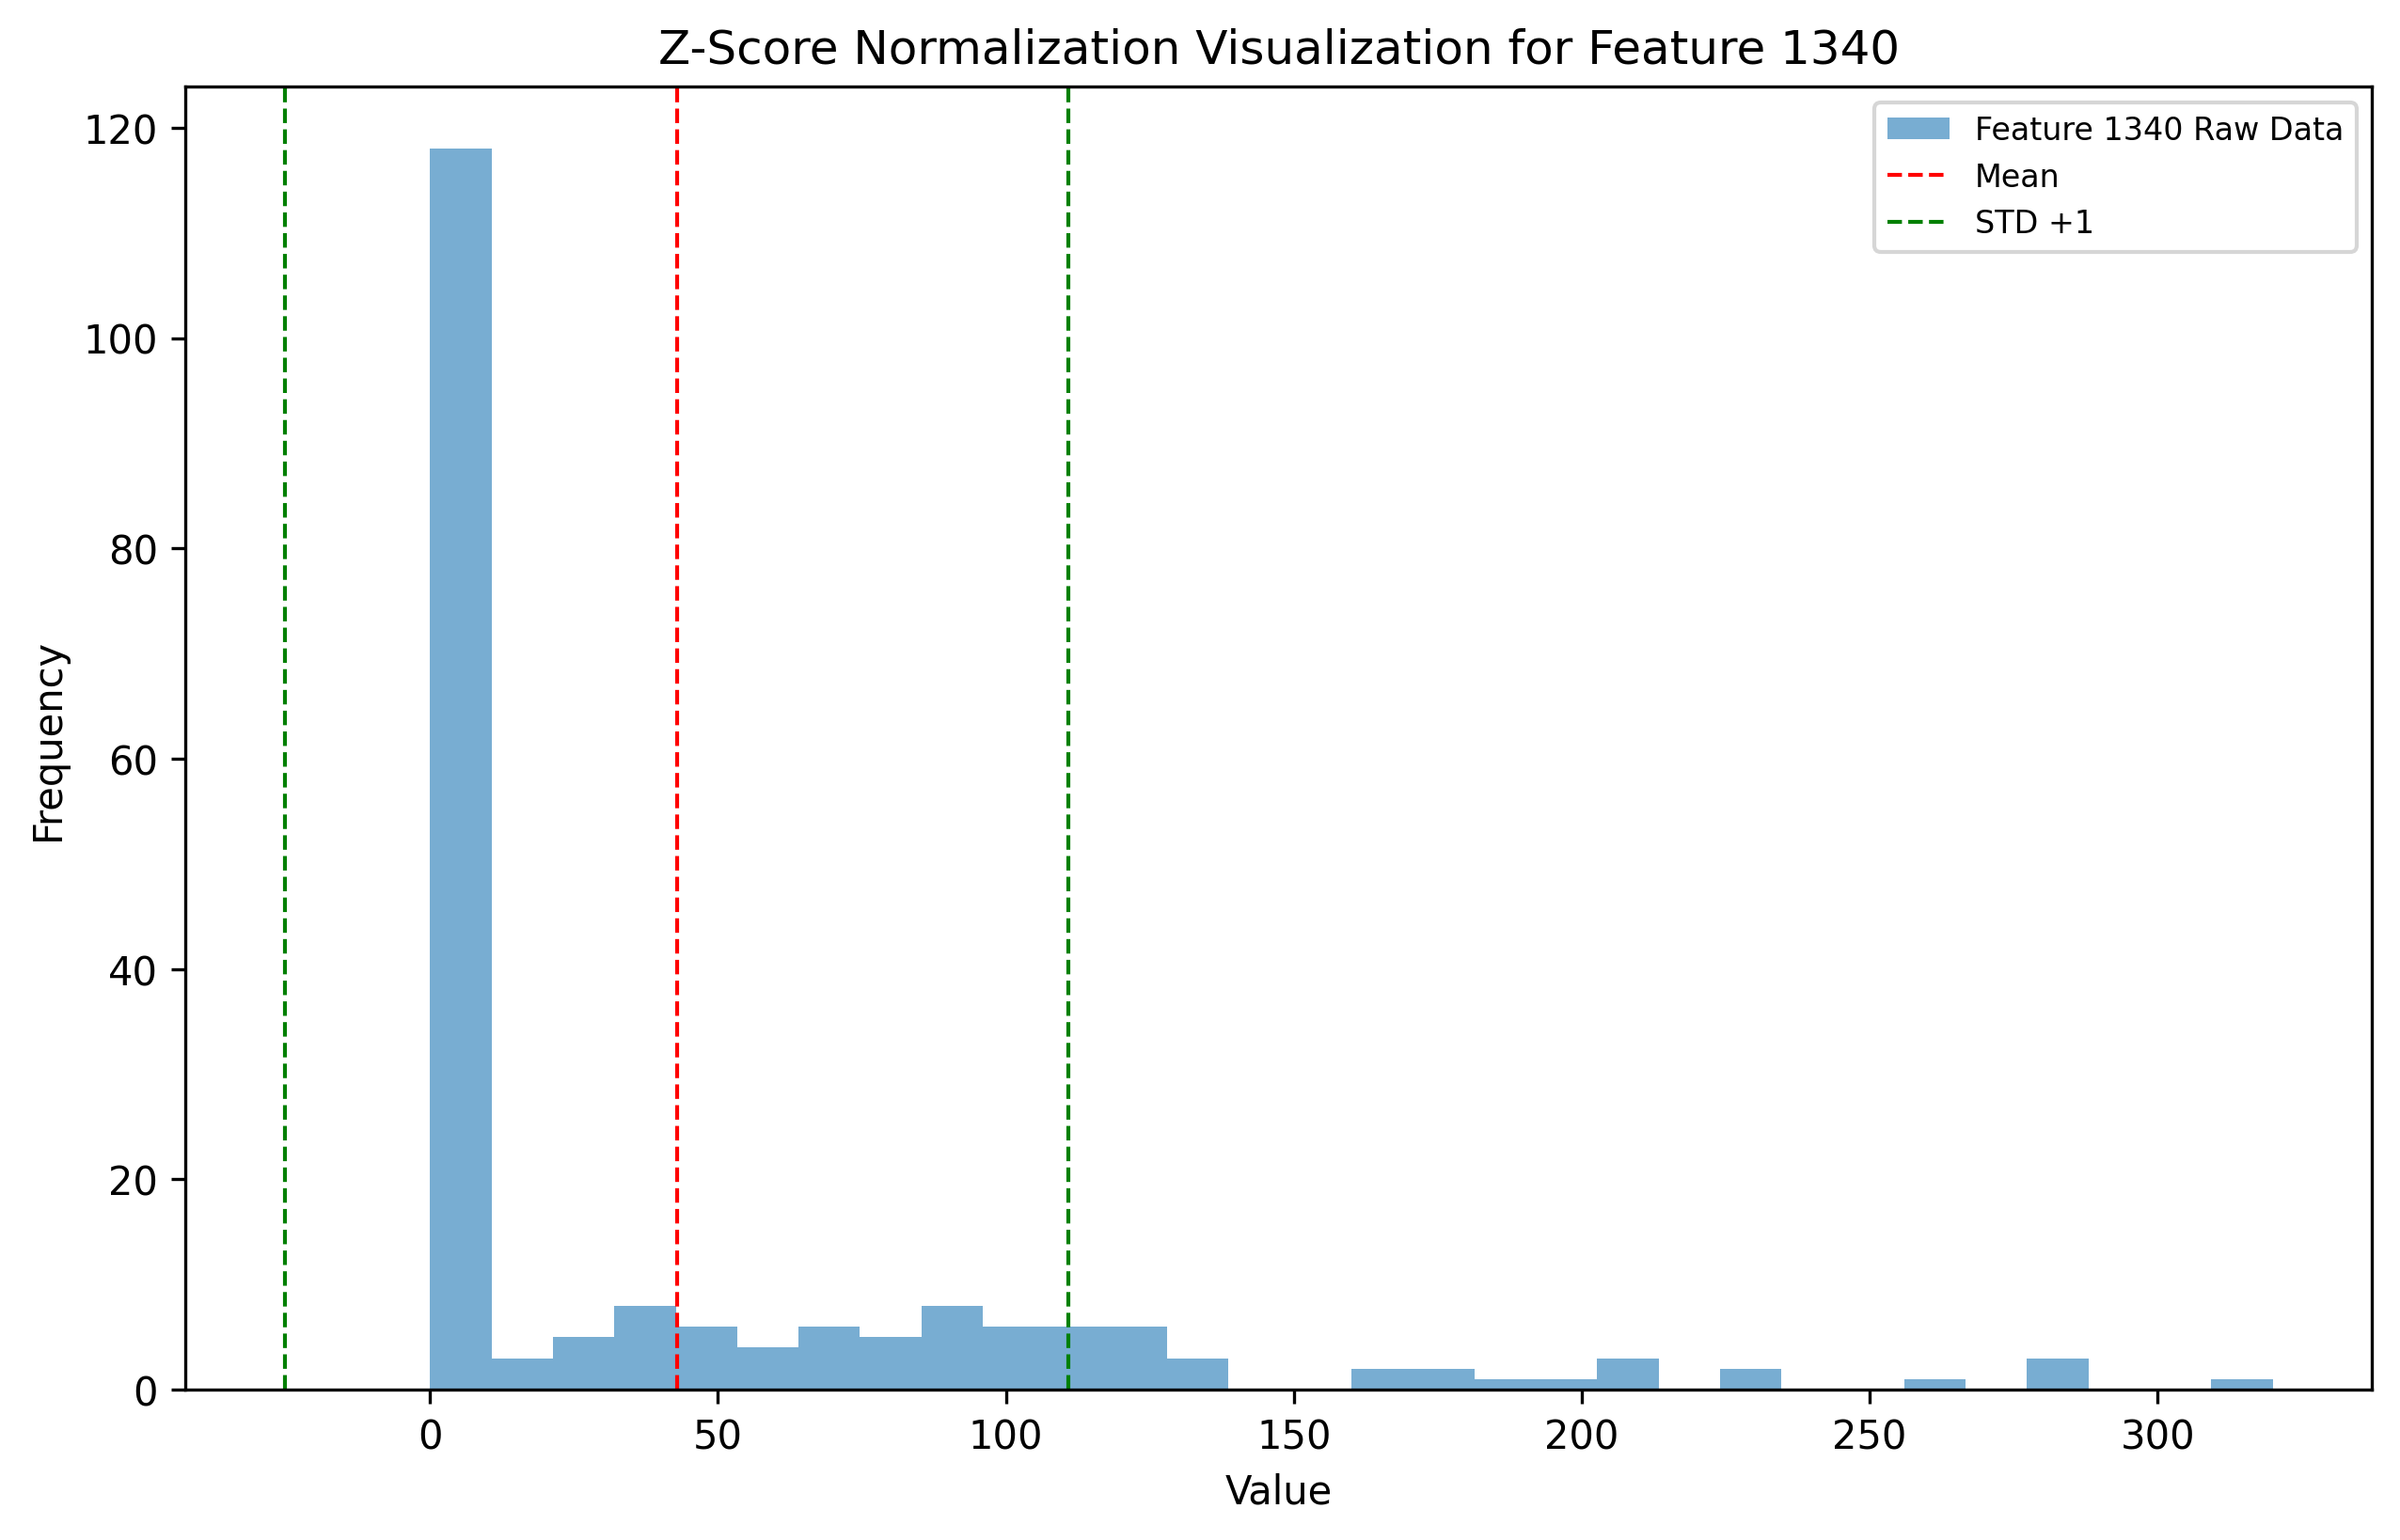 Z-Score Normalization Visualization for Feature 1340
Feature 1340 Raw Data
Mean
STD +1
120
100
80
60
40
20
0
Frequency
0 50 100 150 200 250 300
Value